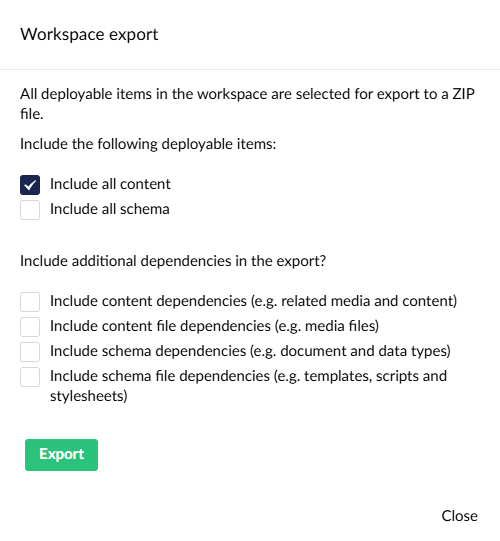 Workspace export
All deployable items in the workspace are selected for export to a ZIP
file.
Include the following deployable items:
Include all content
Include all schema
Include additional dependencies in the export?
Include content dependencies (e.g. related media and content)
Include content file dependencies (e.g. media files)
Include schema dependencies (e.g. document and data types)
Include schema file dependencies (e.g. templates, scripts and
stylesheets)
Export
Close